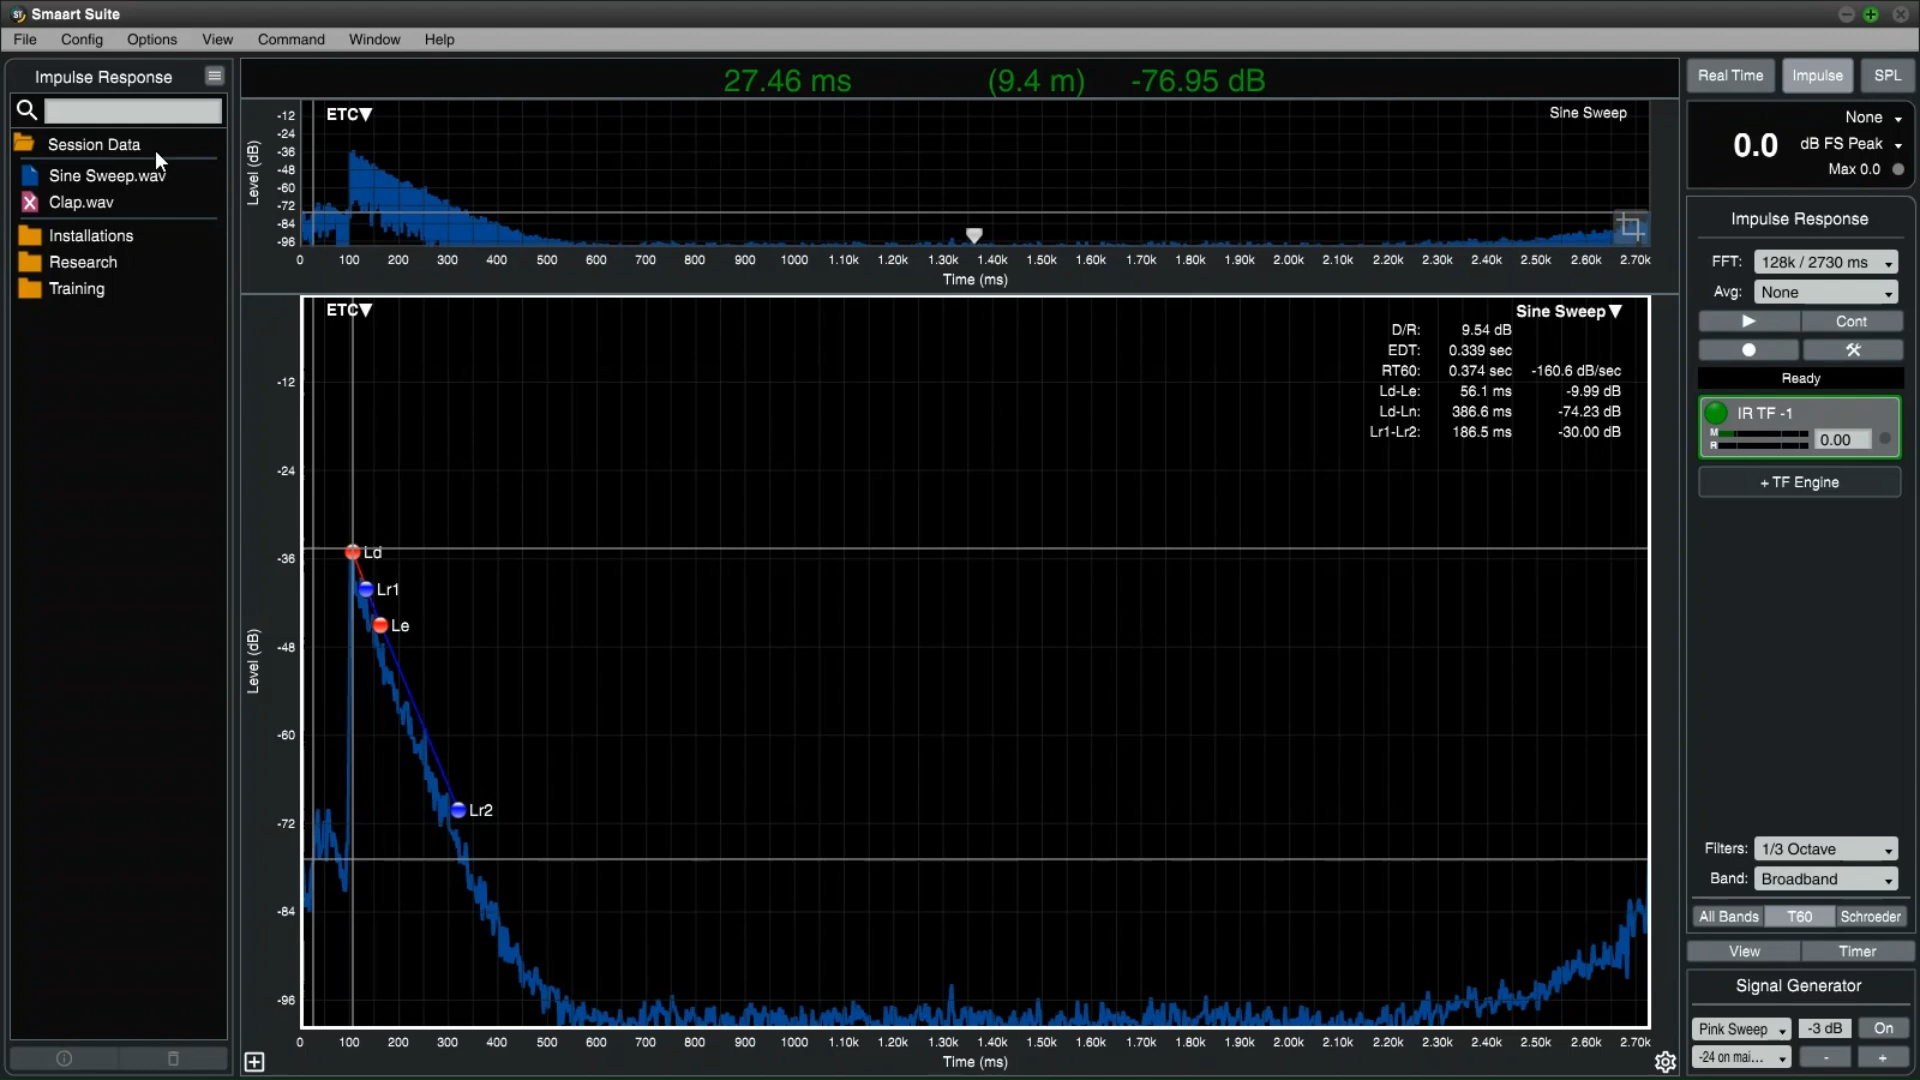 Smaart Suite
File Config Options View Command Window Help
Impulse Response
Session Data
Sine Sweep.wav
Clap.wav
Installations
Research
Training
27.46 ms (9.4 m) -76.95 dB
ETC▼ Sine Sweep
Level (dB)
-12
-24
-36
-48
-60
-72
-84
-96
0 100 200 300 400 500 600 700 800 900 1.00k 1.10k 1.20k 1.30k 1.40k 1.50k 1.60k 1.70k 1.80k 1.90k 2.00k 2.10k 2.20k 2.30k 2.40k 2.50k 2.60k 2.70k
Time (ms)
ETC▼ Sine Sweep▼
D/R: 9.54 dB
EDT: 0.339 sec
RT60: 0.374 sec -160.6 dB/sec
Ld-Le: 56.1 ms -9.99 dB
Ld-Ln: 386.6 ms -74.23 dB
Lr1-Lr2: 186.5 ms -30.00 dB
Level (dB)
-12
-24
-36
-48
-60
-72
-84
-96
Ld
Lr1
Le
Lr2
0 100 200 300 400 500 600 700 800 900 1.00k 1.10k 1.20k 1.30k 1.40k 1.50k 1.60k 1.70k 1.80k 1.90k 2.00k 2.10k 2.20k 2.30k 2.40k 2.50k 2.60k 2.70k
Time (ms)
Real Time Impulse SPL
None
0.0 dB FS Peak
Max 0.0
Impulse Response
FFT: 128k / 2730 ms
Avg: None
Cont
Ready
IR TF -1
M
R
0.00
+ TF Engine
Filters: 1/3 Octave
Band: Broadband
All Bands T60 Schroeder
View Timer
Signal Generator
Pink Sweep -3 dB On
-24 on mai... - +